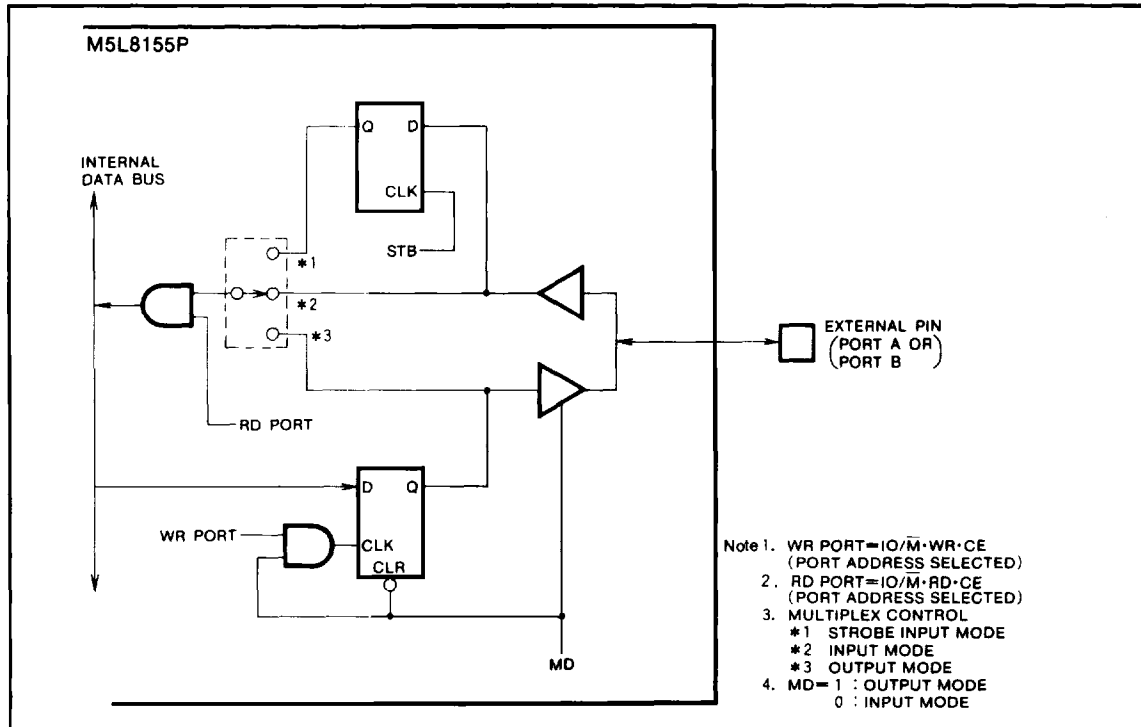 M5L8155P
Q D
CLK
INTERNAL
DATA BUS
STB
*1
*2
*3
EXTERNAL PIN
(PORT A OR)
PORT B
RD PORT
D Q
WR PORT
CLK
CLR
MD
Note 1. WR PORT=IO/M̅·WR·CE
(PORT ADDRESS SELECTED)
2. RD PORT=IO/M̅·RD·CE
(PORT ADDRESS SELECTED)
3. MULTIPLEX CONTROL
*1 STROBE INPUT MODE
*2 INPUT MODE
*3 OUTPUT MODE
4. MD=1 : OUTPUT MODE
0 : INPUT MODE